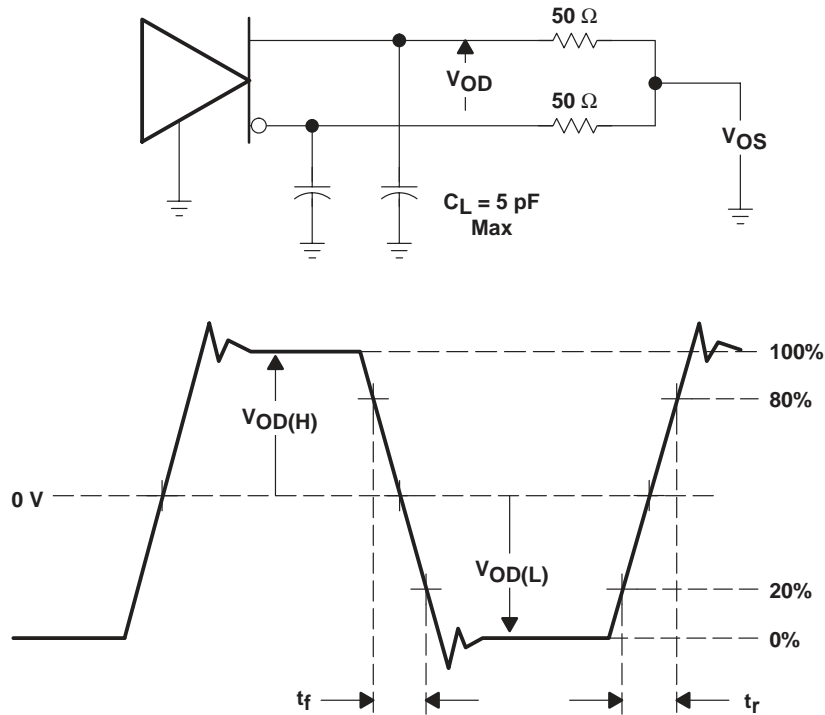 50 Ω
VOD
50 Ω
VOS
CL = 5 pF
Max
100%
80%
VOD(H)
0 V
VOD(L)
20%
0%
tf
tr